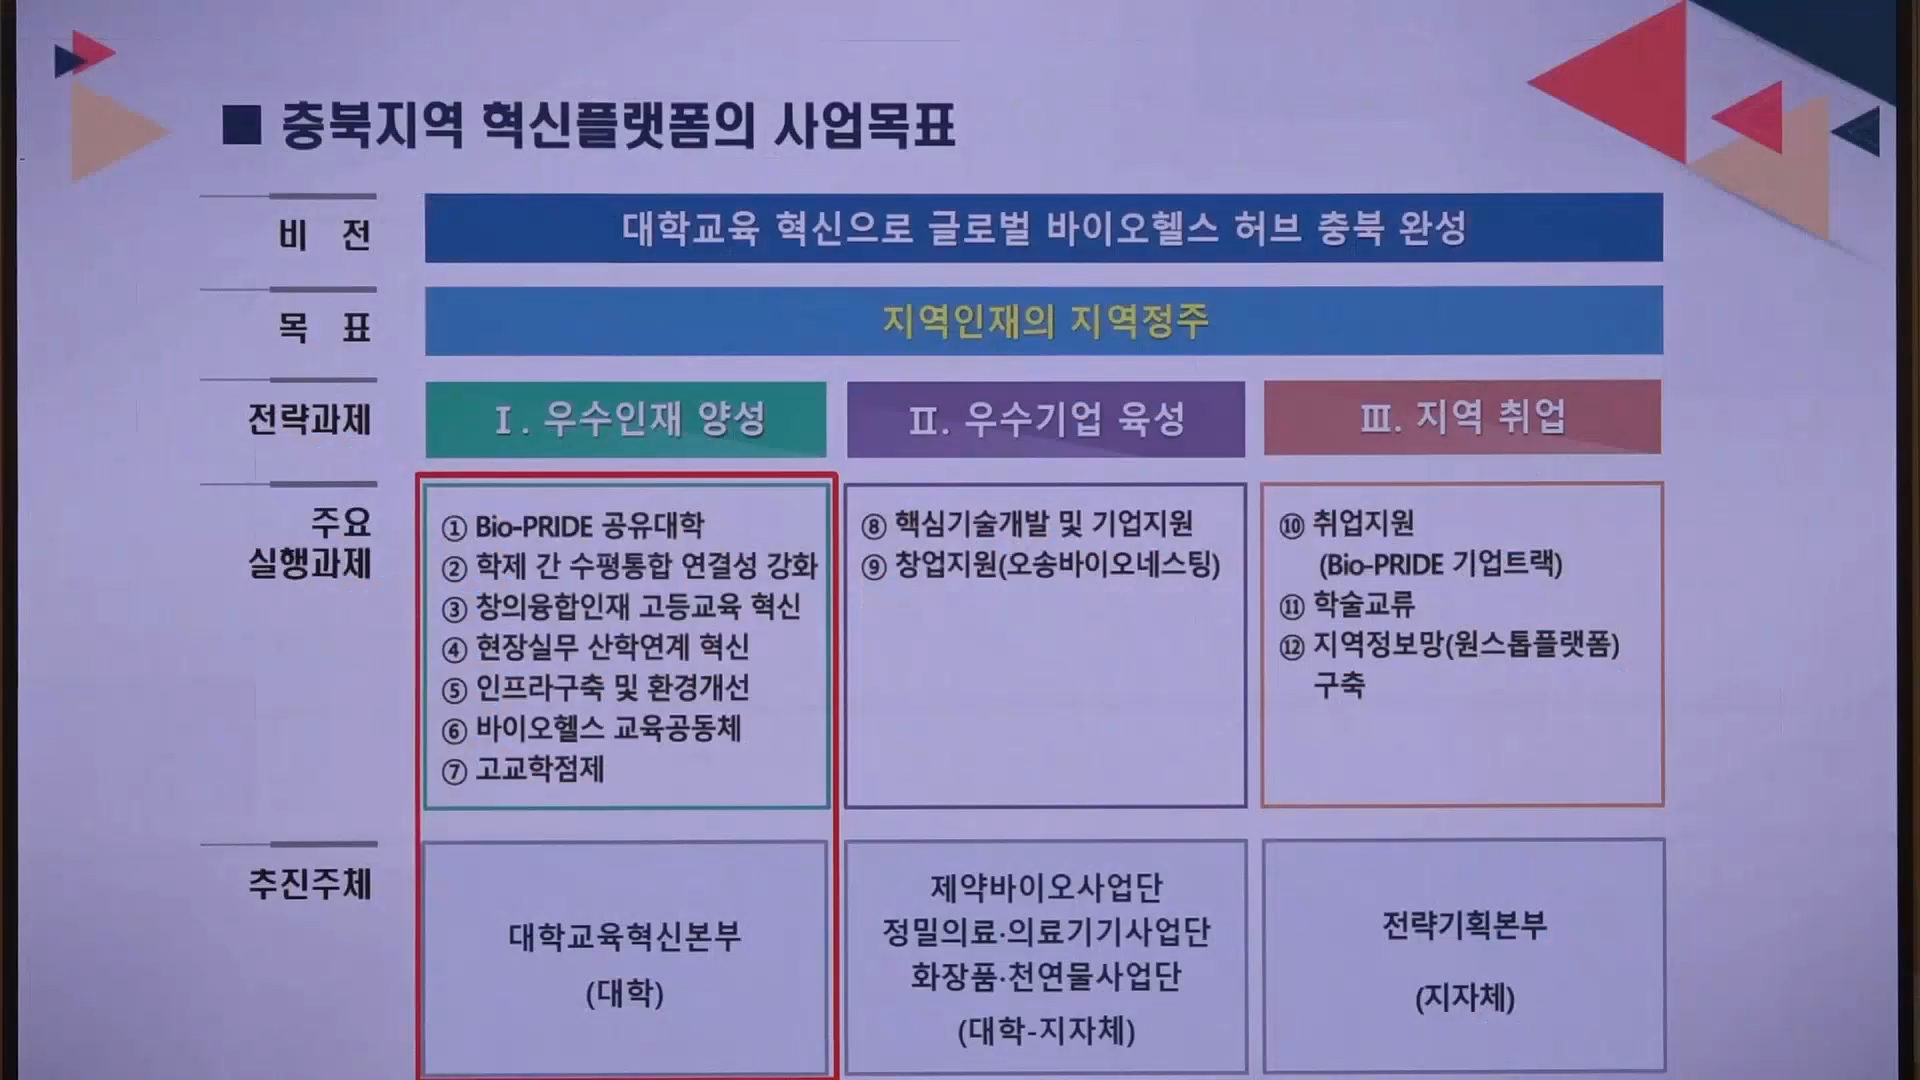 ■ 충북지역 혁신플랫폼의 사업목표
비 전
대학교육 혁신으로 글로벌 바이오헬스 허브 충북 완성
목 표
지역인재의 지역정주
전략과제
Ⅰ. 우수인재 양성
Ⅱ. 우수기업 육성
Ⅲ. 지역 취업
주요
실행과제
① Bio-PRIDE 공유대학
② 학제 간 수평통합 연결성 강화
③ 창의융합인재 고등교육 혁신
④ 현장실무 산학연계 혁신
⑤ 인프라구축 및 환경개선
⑥ 바이오헬스 교육공동체
⑦ 고교학점제
⑧ 핵심기술개발 및 기업지원
⑨ 창업지원(오송바이오네스팅)
⑩ 취업지원
(Bio-PRIDE 기업트랙)
⑪ 학술교류
⑫ 지역정보망(원스톱플랫폼)
구축
추진주체
대학교육혁신본부
(대학)
제약바이오사업단
정밀의료·의료기기사업단
화장품·천연물사업단
(대학-지자체)
전략기획본부
(지자체)